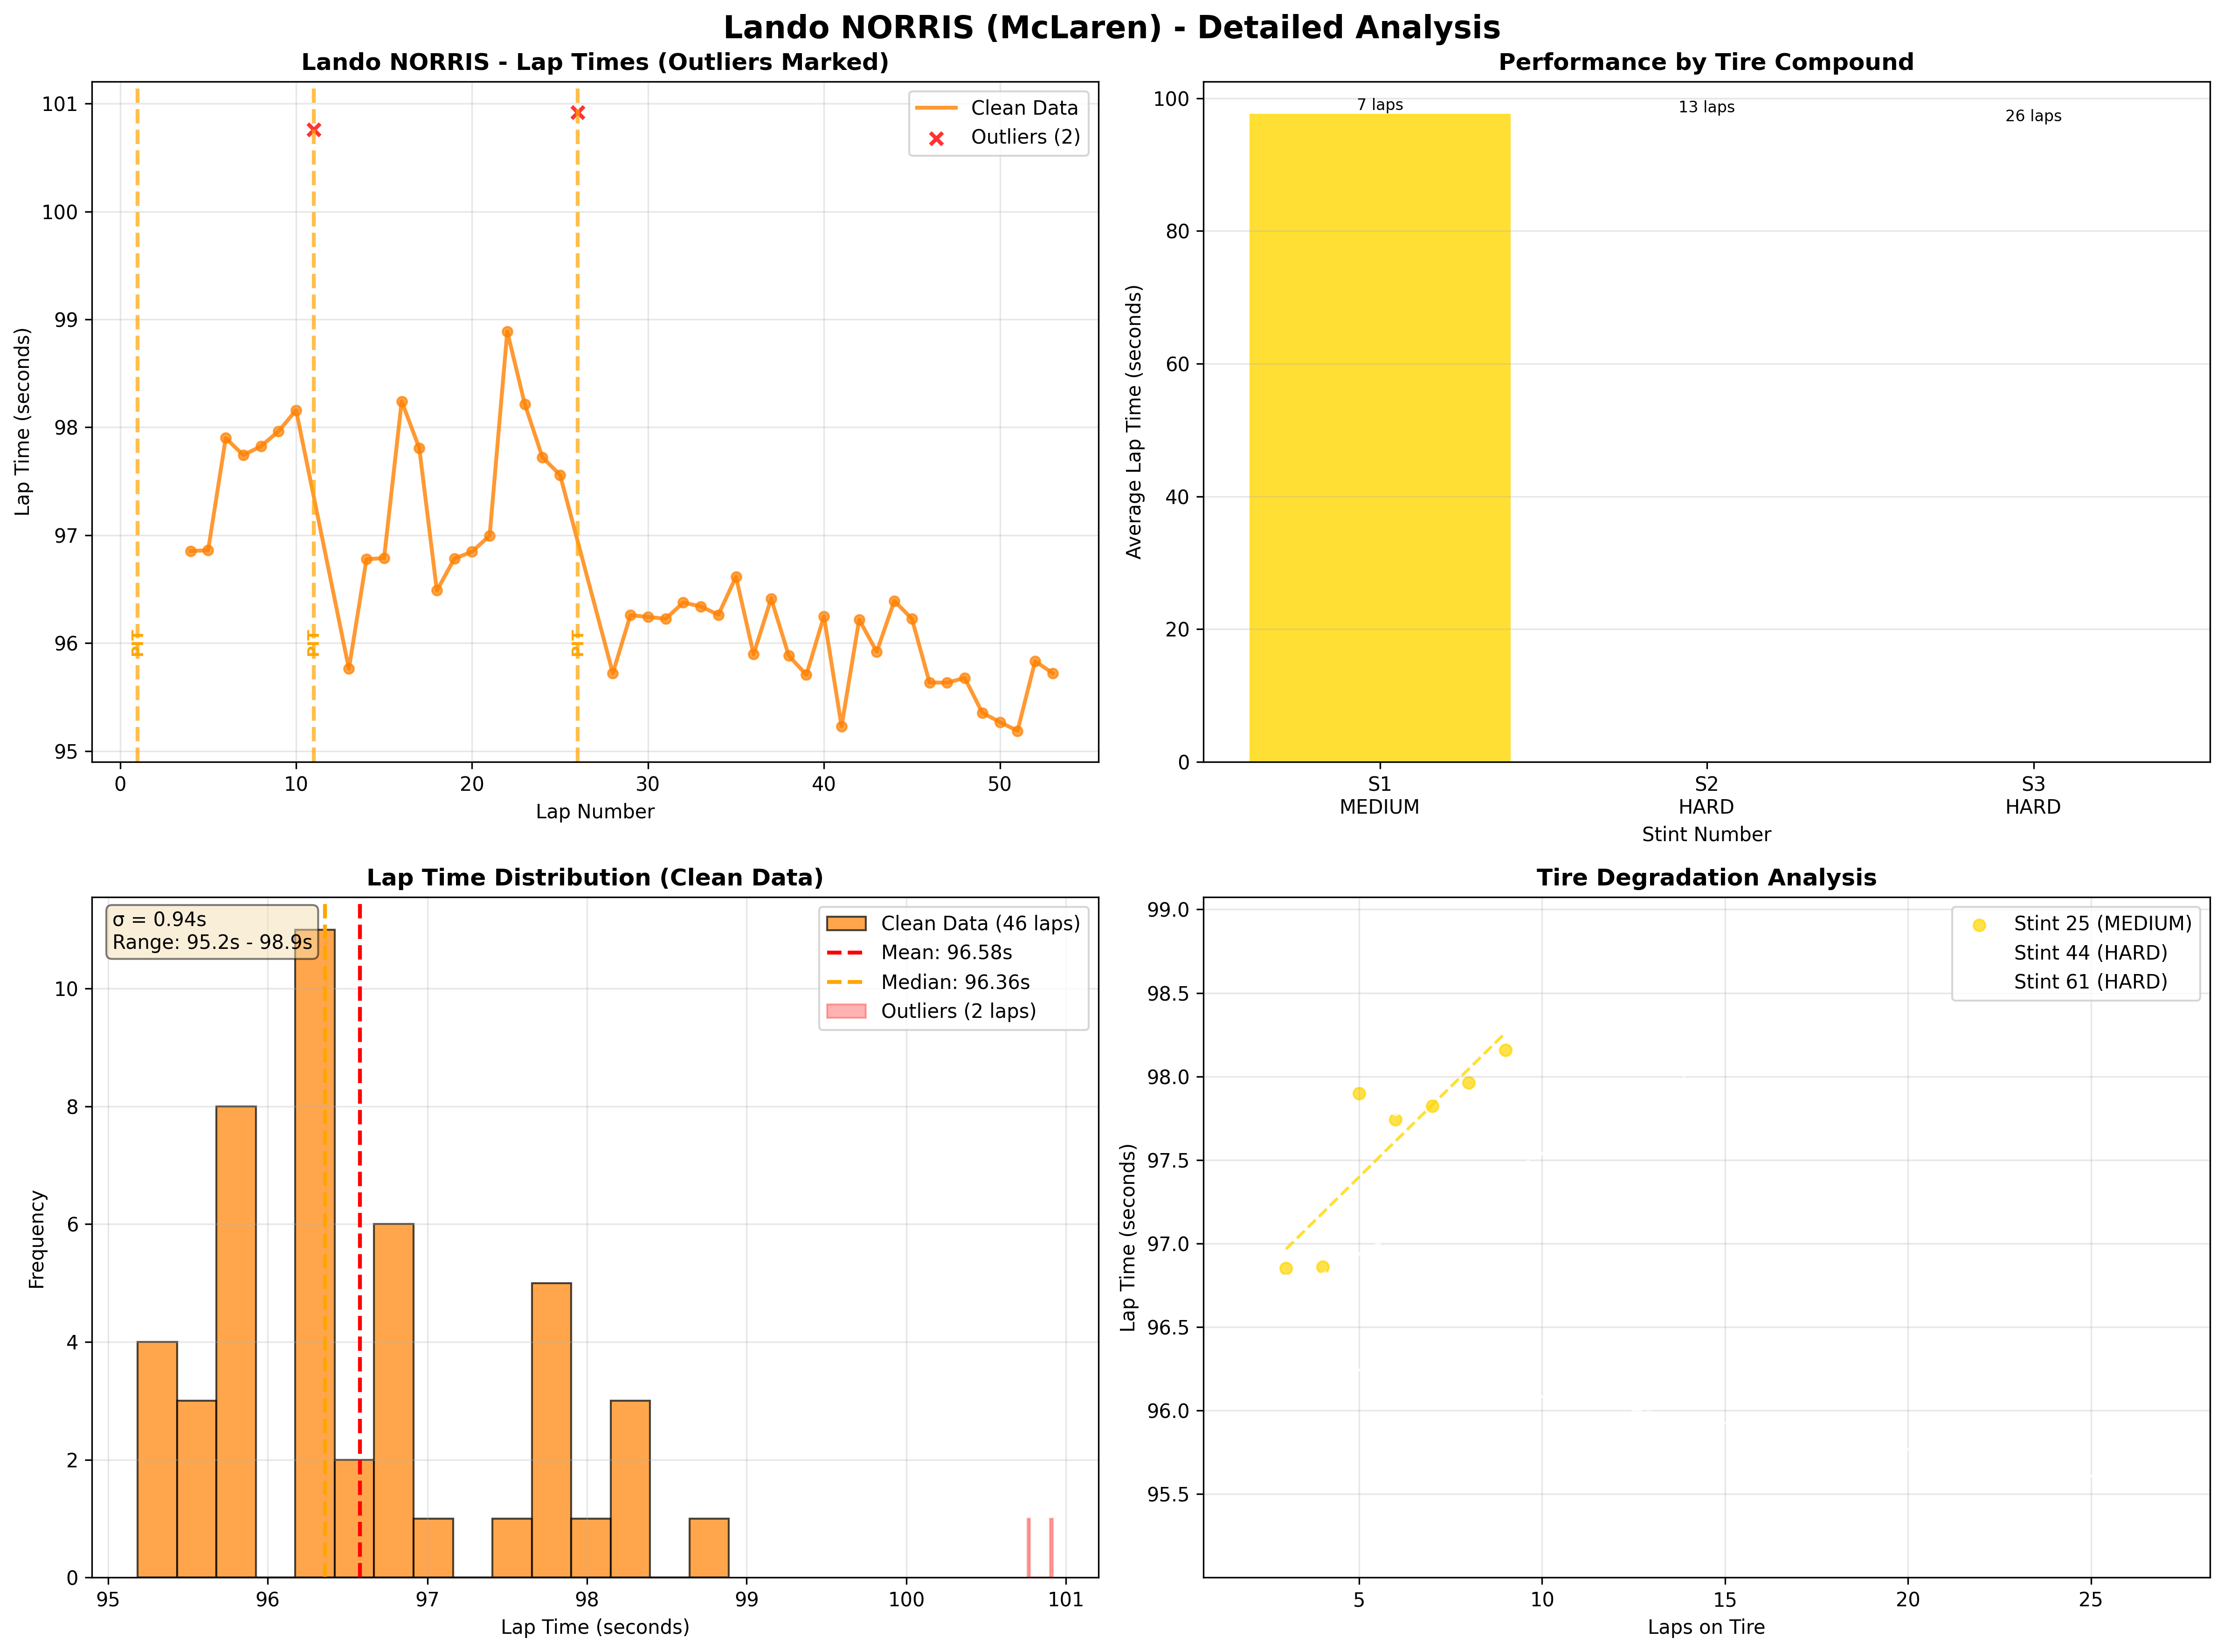 Lando NORRIS (McLaren) - Detailed Analysis
Lando NORRIS - Lap Times (Outliers Marked)
101
100
99
98
97
96
95
Lap Time (seconds)
PIT
PIT
PIT
Clean Data
Outliers (2)
0
10
20
30
40
50
Lap Number
Performance by Tire Compound
100
80
60
40
20
0
Average Lap Time (seconds)
7 laps
13 laps
26 laps
S1
MEDIUM
S2
HARD
S3
HARD
Stint Number
Lap Time Distribution (Clean Data)
σ = 0.94s
Range: 95.2s - 98.9s
Clean Data (46 laps)
Mean: 96.58s
Median: 96.36s
Outliers (2 laps)
10
8
6
4
2
0
Frequency
95
96
97
98
99
100
101
Lap Time (seconds)
Tire Degradation Analysis
Stint 25 (MEDIUM)
Stint 44 (HARD)
Stint 61 (HARD)
99.0
98.5
98.0
97.5
97.0
96.5
96.0
95.5
Lap Time (seconds)
5
10
15
20
25
Laps on Tire